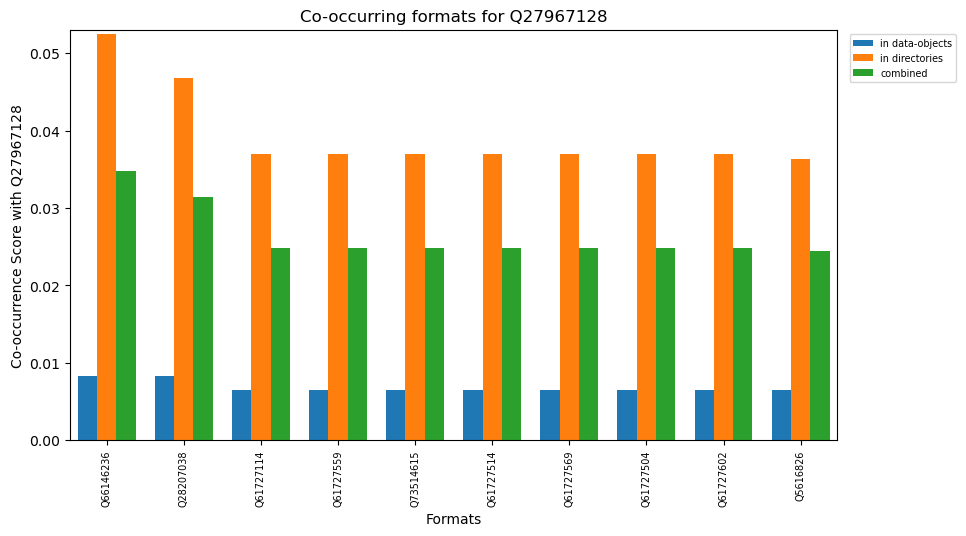 Co-occurring formats for Q27967128
in data-objects
in directories
combined
Co-occurrence Score with Q27967128
0.05
0.04
0.03
0.02
0.01
0.00
Q66146236
Q28207038
Q61727114
Q61727559
Q73514615
Q61727514
Q61727569
Q61727504
Q61727602
Q5616826
Formats